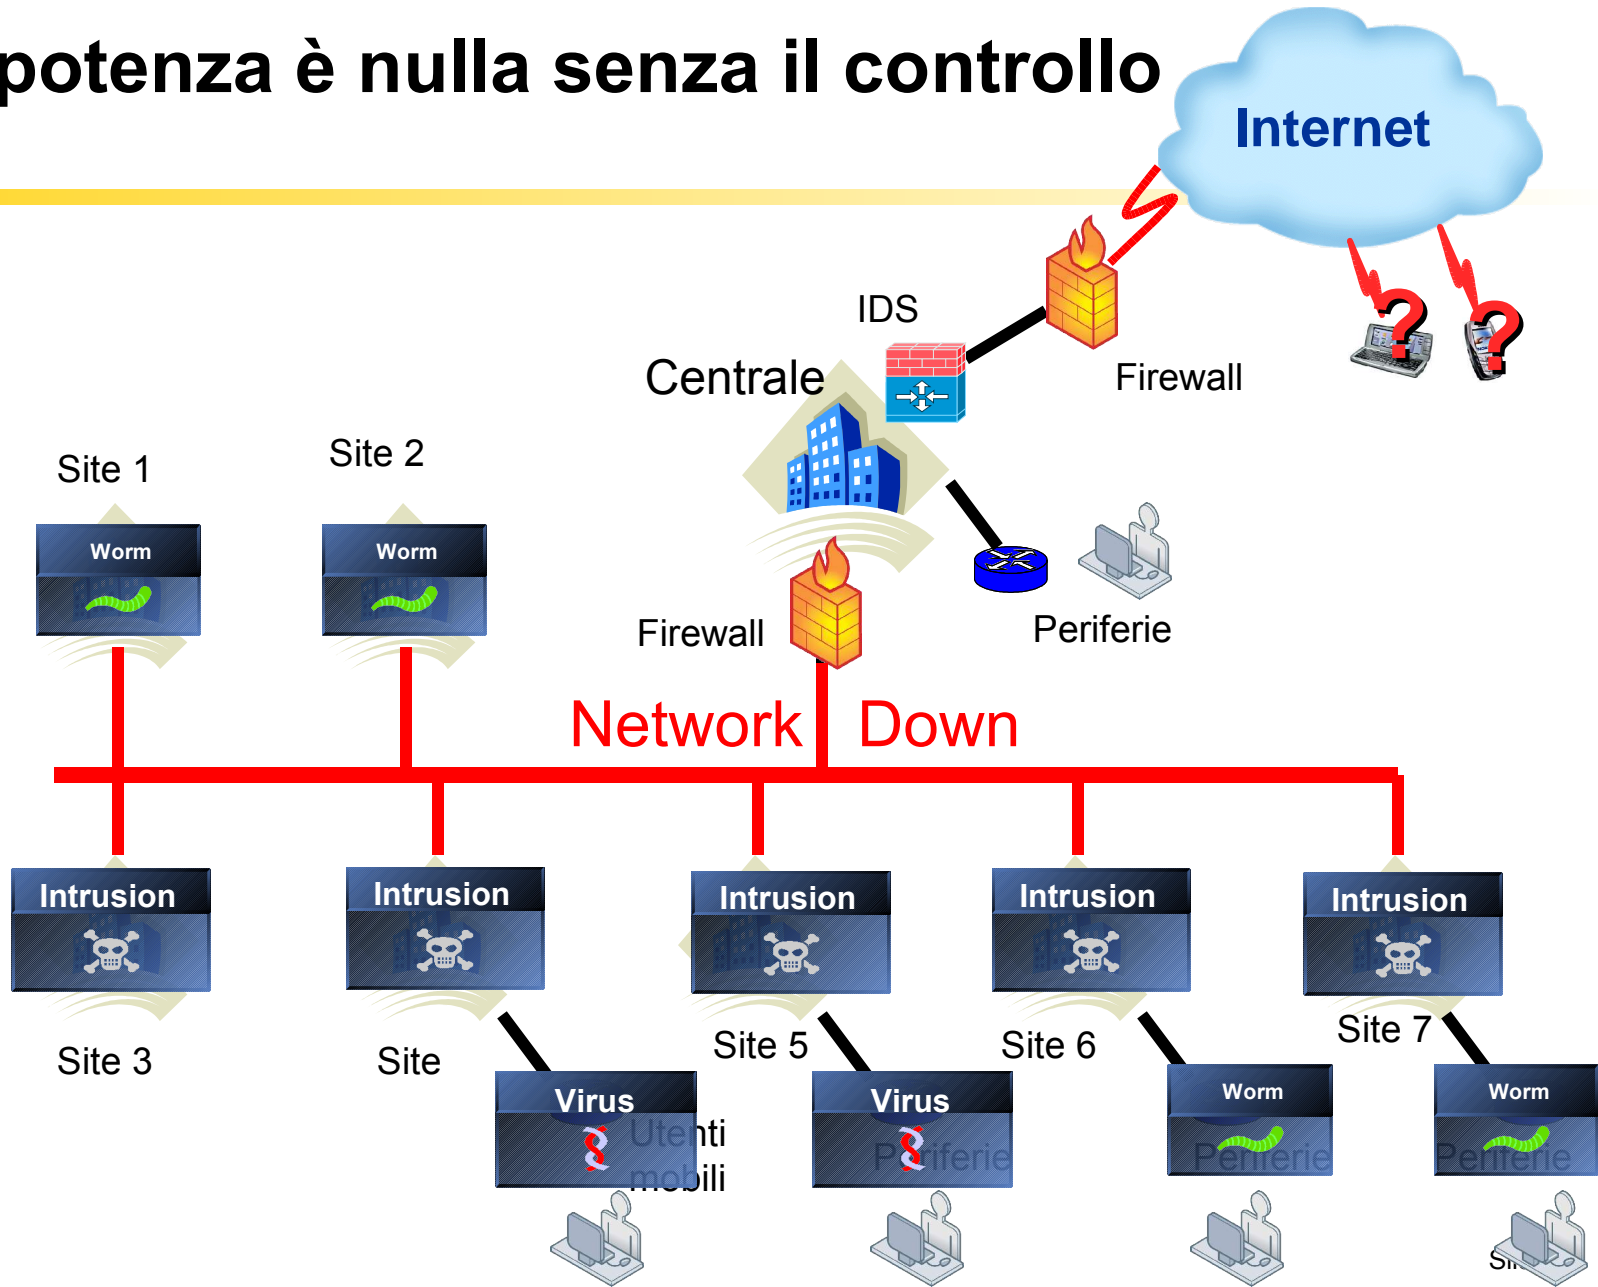 potenza è nulla senza il controllo
Internet
IDS
Centrale
Firewall
Site 1
Site 2
Worm
Worm
Firewall
Periferie
Network Down
Intrusion
Intrusion
Intrusion
Intrusion
Intrusion
Site 3
Site
Site 5
Site 6
Site 7
Virus
Virus
Worm
Worm
Utenti
mobili
Periferie
Periferie
Periferie